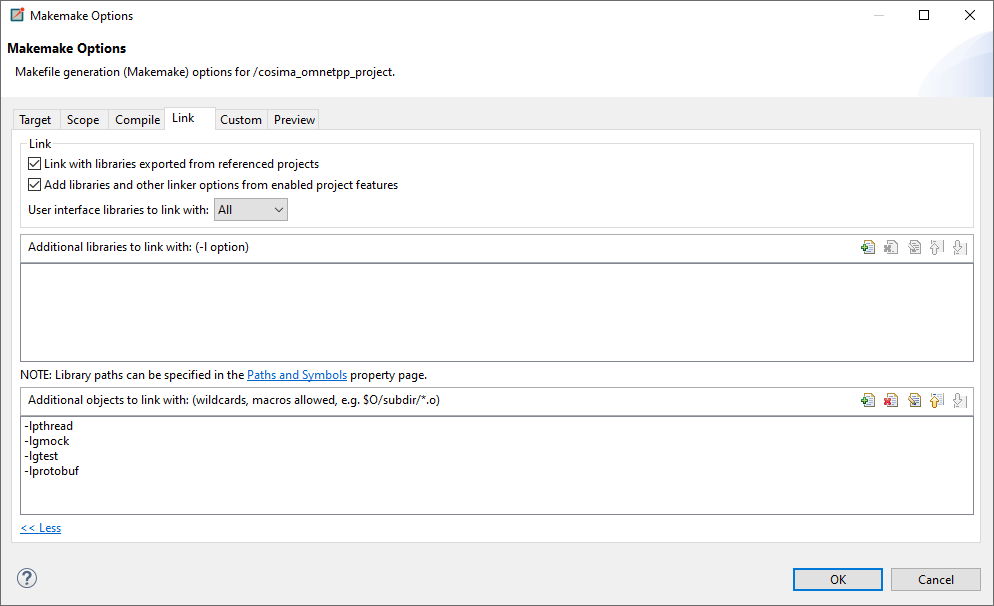 Makemake Options
Makemake Options
Makefile generation (Makemake) options for /cosima_omnetpp_project.
Target Scope Compile Link Custom Preview
Link
Link with libraries exported from referenced projects
Add libraries and other linker options from enabled project features
User interface libraries to link with: All
Additional libraries to link with: (-l option)
NOTE: Library paths can be specified in the Paths and Symbols property page.
Additional objects to link with: (wildcards, macros allowed, e.g. $O/subdir/*.o)
-lpthread
-lgmock
-lgtest
-lprotobuf
<< Less
?
OK Cancel